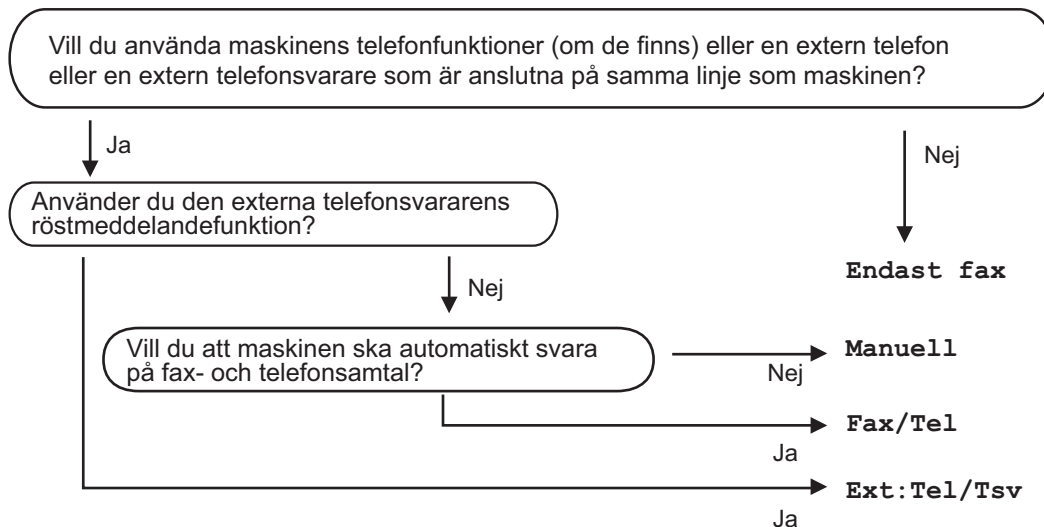 Vill du använda maskinens telefonfunktioner (om de finns) eller en extern telefon
eller en extern telefonsvarare som är anslutna på samma linje som maskinen?
Ja
Nej
Använder du den externa telefonsvararens
röstmeddelandefunktion?
Endast fax
Nej
Vill du att maskinen ska automatiskt svara
på fax- och telefonsamtal?
Manuell
Nej
Fax/Tel
Ja
Ext:Tel/Tsv
Ja